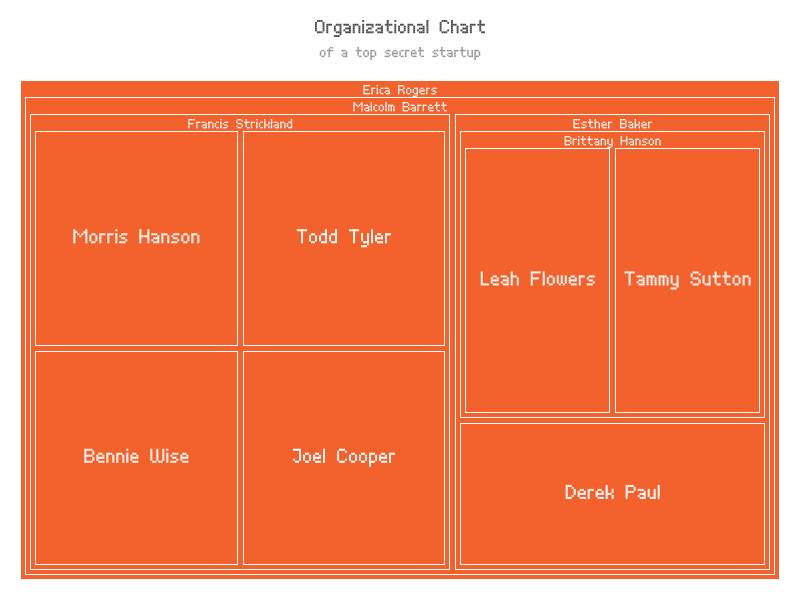 Organizational Chart
of a top secret startup
Erica Rogers
Malcolm Barrett
Francis Strickland
Esther Baker
Brittany Hanson
Morris Hanson
Todd Tyler
Leah Flowers
Tammy Sutton
Bennie Wise
Joel Cooper
Derek Paul